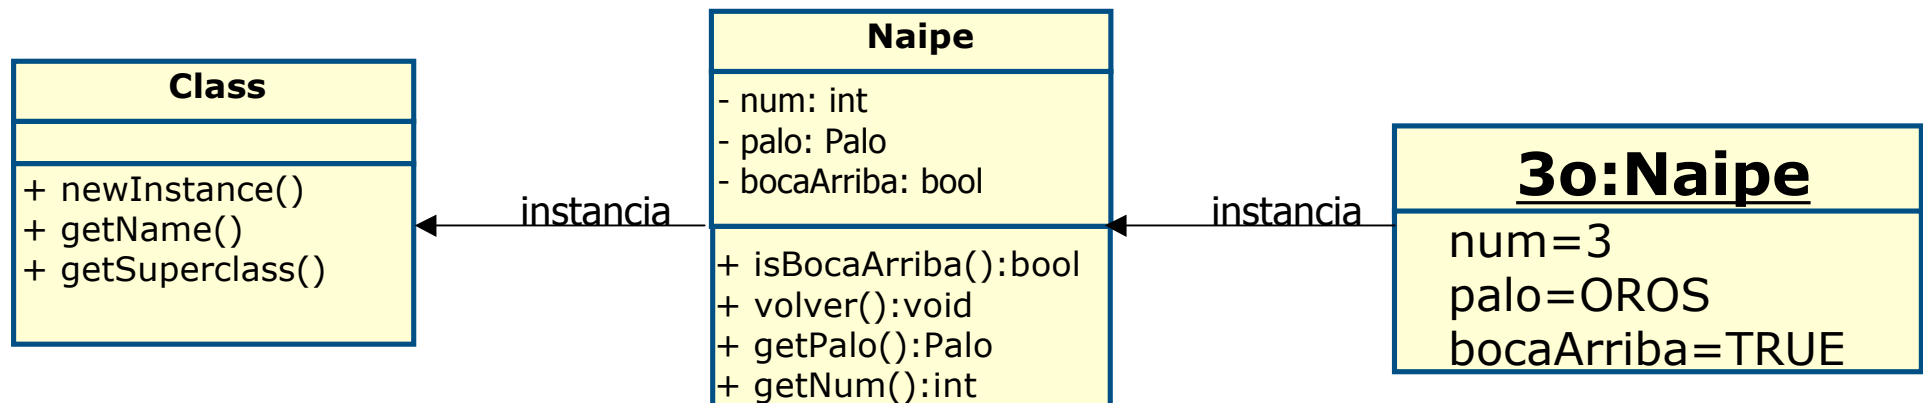 Class
+ newInstance()
+ getName()
+ getSuperclass()
instancia
Naipe
- num: int
- palo: Palo
- bocaArriba: bool
+ isBocaArriba():bool
+ volver():void
+ getPalo():Palo
+ getNum():int
instancia
3o:Naipe
num=3
palo=OROS
bocaArriba=TRUE